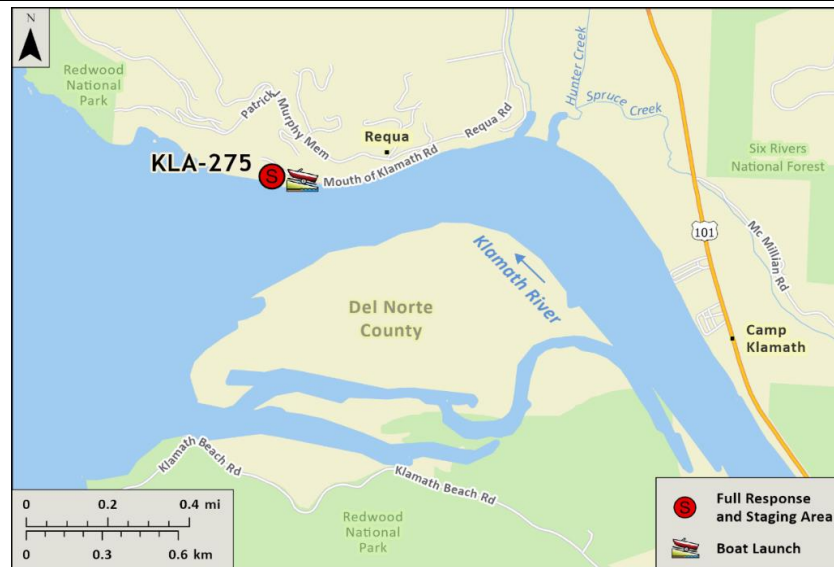 N
Redwood
National
Park
Patrick J
Murphy Mem
Requa
Requa Rd
Hunter Creek
Spruce Creek
Six Rivers
National Forest
KLA-275
S
Mouth of Klamath Rd
101
Mc Millian Rd
Klamath River
Del Norte
County
Camp
Klamath
Klamath Beach Rd
Klamath Beach Rd
Redwood
National
Park
0 0.2 0.4 mi
0 0.3 0.6 km
S Full Response
and Staging Area
Boat Launch